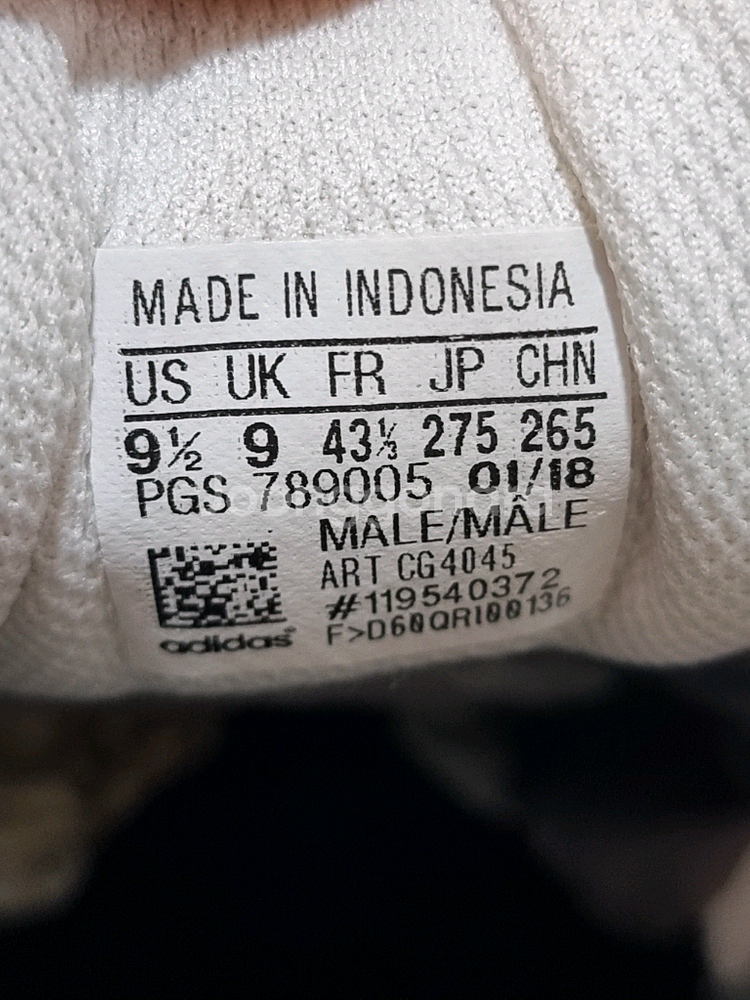 MADE IN INDONESIA
US UK FR JP CHN
9½ 9 43⅓ 275 265
PGS 789005 01/18
MALE/MÂLE
ART CG4045
#119540372
F>D60QRI00136
adidas